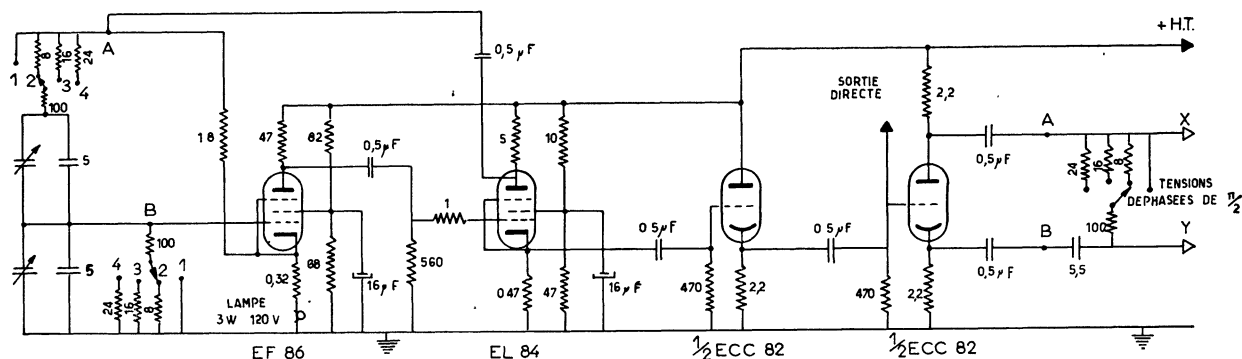 A
1
8
2
16
3
24
4
100
5
5
B
100
4
3
2
1
24
16
8
18
47
82
0,5 µF
0,5 µF
0,32
68
16 µF
LAMPE
3W 120V
EF 86
560
1
5
10
0 47
47
16 µF
EL 84
0 5 µF
470
2,2
1/2 ECC 82
0 5 µF
SORTIE
DIRECTE
470
2,2
2,2
1/2 ECC 82
+ H.T.
0,5 µF
A
X
24
16
8
TENSIONS
DEPHASEES DE π/2
100
0,5 µF
B
5,5
Y